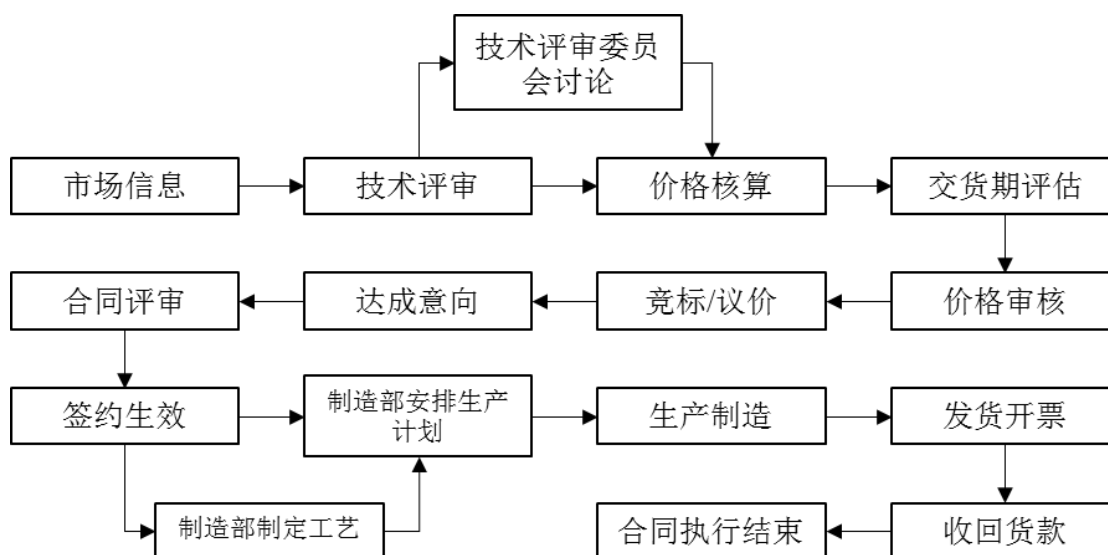 技术评审委员
会讨论
市场信息
技术评审
价格核算
交货期评估
合同评审
达成意向
竞标/议价
价格审核
签约生效
制造部安排生产
计划
生产制造
发货开票
制造部制定工艺
合同执行结束
收回货款